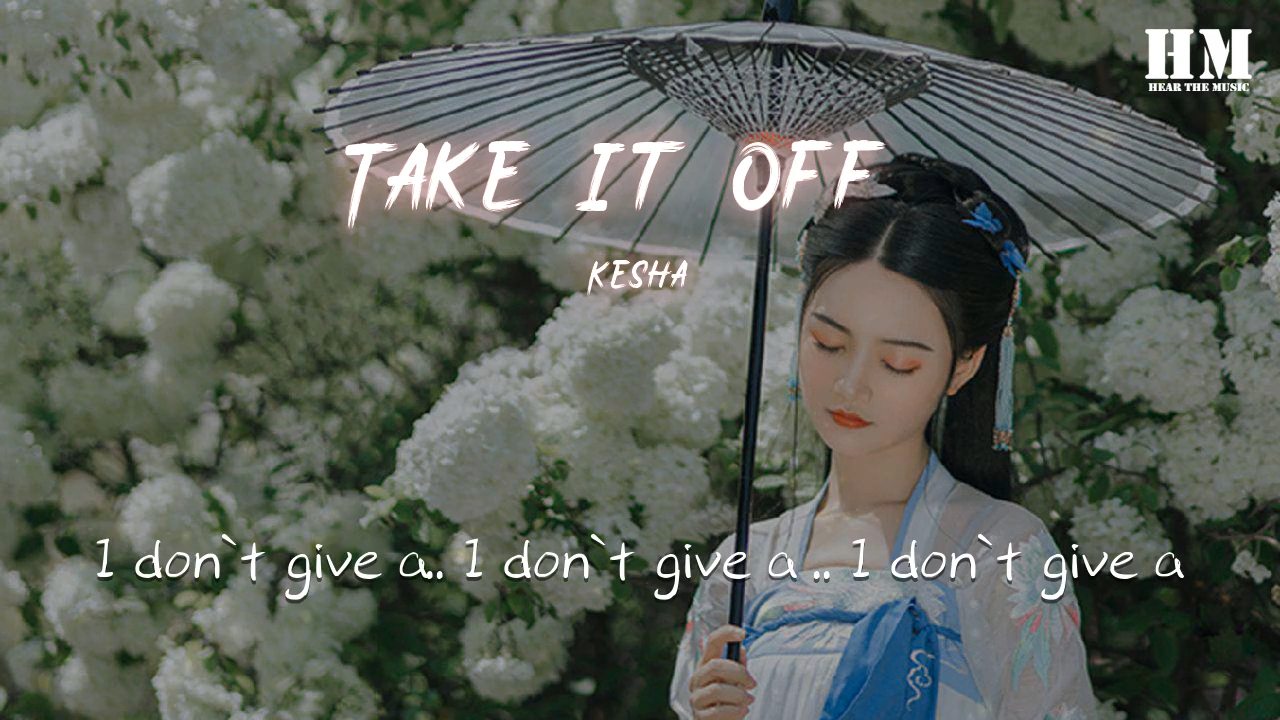 HM
HEAR THE MUSIC
TAKE IT OFF
KESHA
I don`t give a.. I don`t give a .. I don`t give a